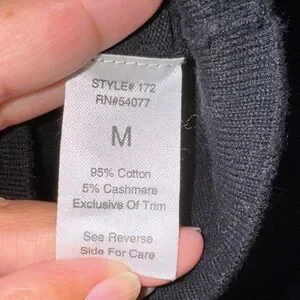 STYLE# 172
RN#54077
M
95% Cotton
5% Cashmere
Exclusive Of Trim
See Reverse
Side For Care